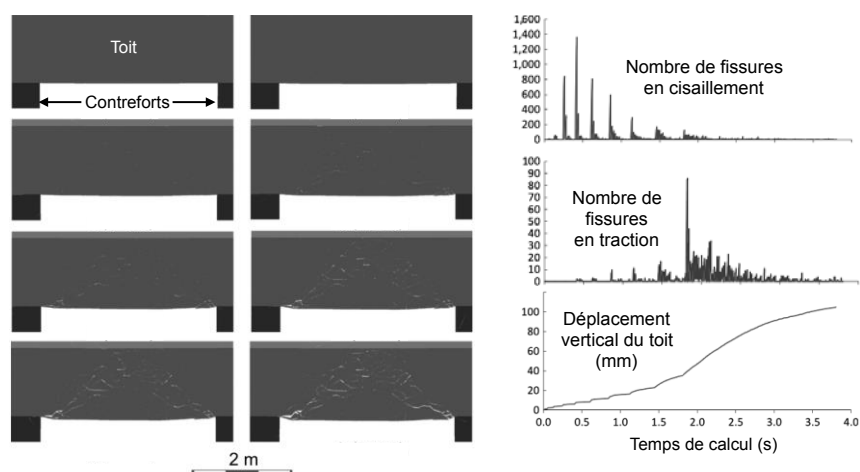 Toit
Contreforts
2 m
1,600
1,400
1,200
1,000
800
600
400
200
0
Nombre de fissures
en cisaillement
100
90
80
70
60
50
40
30
20
10
0
Nombre de
fissures
en traction
100
80
60
40
20
0
Déplacement
vertical du toit
(mm)
0.0 0.5 1.0 1.5 2.0 2.5 3.0 3.5 4.0
Temps de calcul (s)